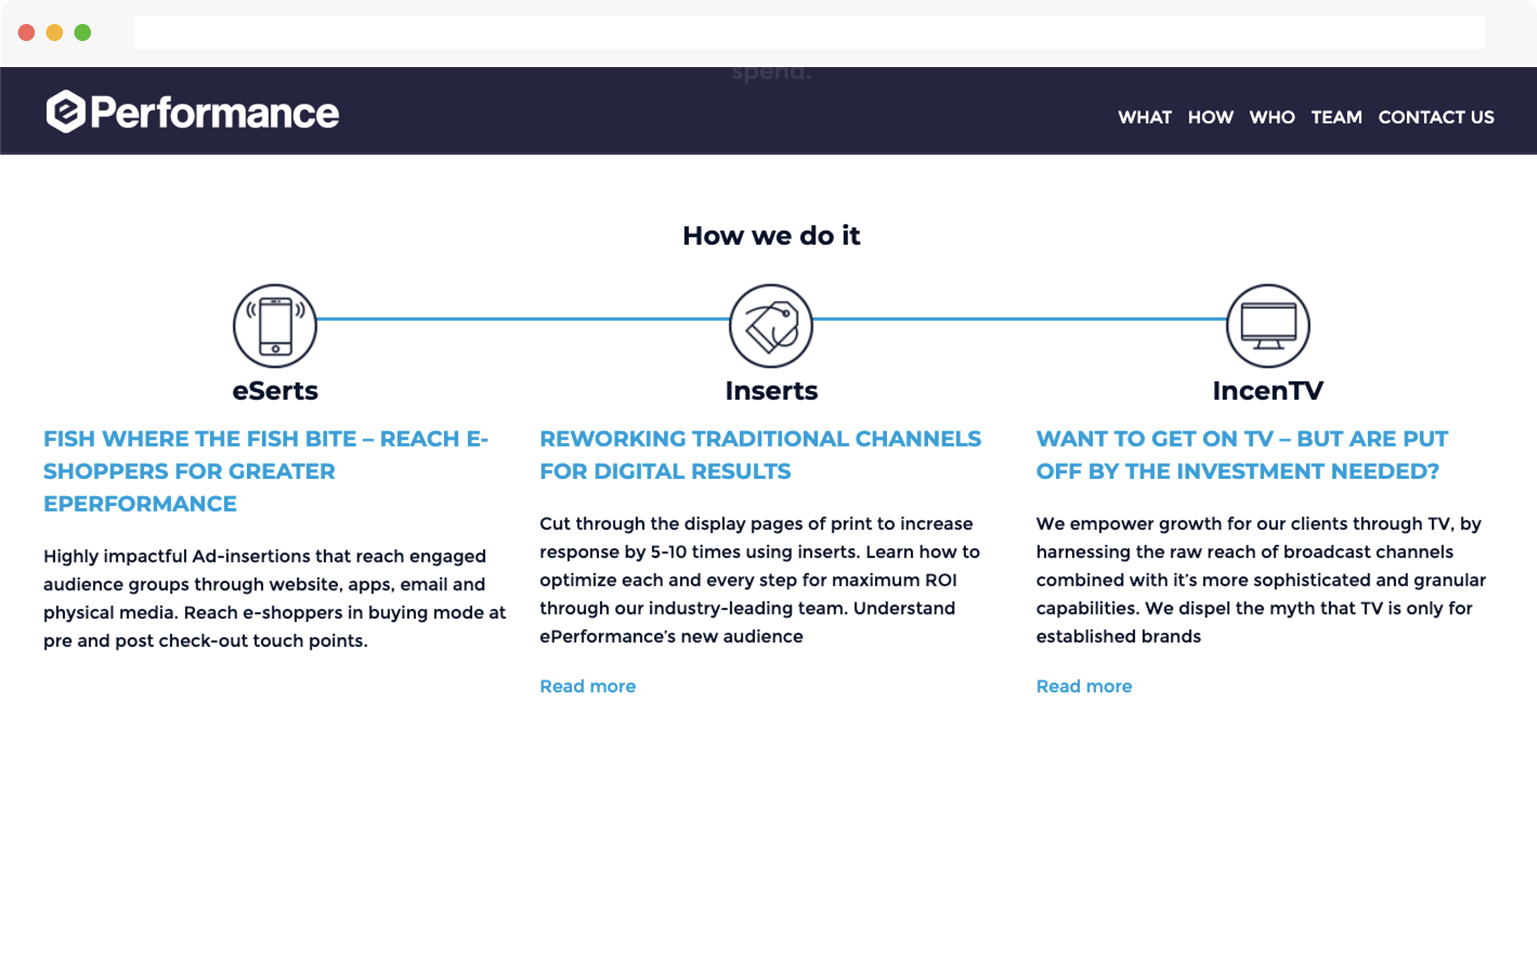 spend.
ePerformance
WHAT HOW WHO TEAM CONTACT US
How we do it
eSerts
FISH WHERE THE FISH BITE – REACH E-
SHOPPERS FOR GREATER
EPERFORMANCE
Highly impactful Ad-insertions that reach engaged
audience groups through website, apps, email and
physical media. Reach e-shoppers in buying mode at
pre and post check-out touch points.
Inserts
REWORKING TRADITIONAL CHANNELS
FOR DIGITAL RESULTS
Cut through the display pages of print to increase
response by 5-10 times using inserts. Learn how to
optimize each and every step for maximum ROI
through our industry-leading team. Understand
ePerformance’s new audience
Read more
IncenTV
WANT TO GET ON TV – BUT ARE PUT
OFF BY THE INVESTMENT NEEDED?
We empower growth for our clients through TV, by
harnessing the raw reach of broadcast channels
combined with it’s more sophisticated and granular
capabilities. We dispel the myth that TV is only for
established brands
Read more